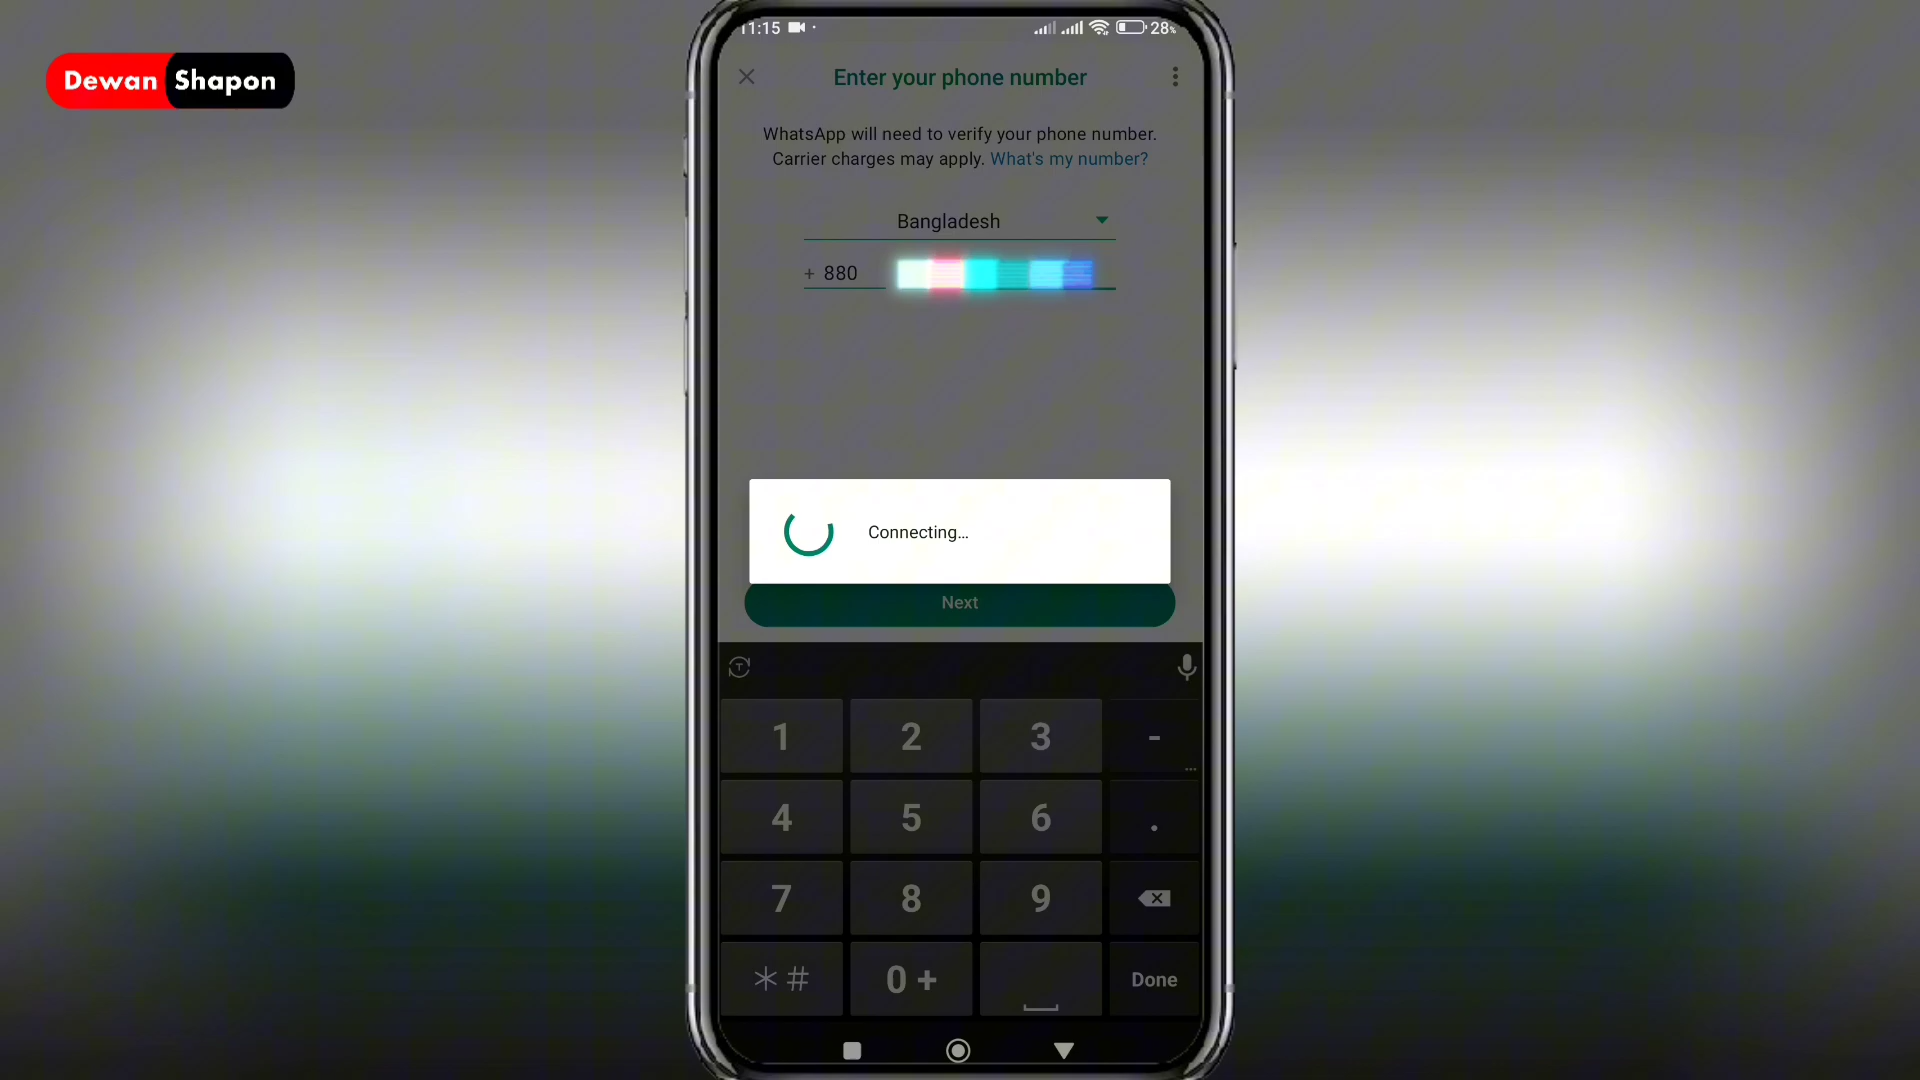 Dewan Shapon
11:15 28%
Enter your phone number
WhatsApp will need to verify your phone number.
Carrier charges may apply. What's my number?
Bangladesh
+ 880
Connecting...
Next
1 2 3 -
4 5 6 .
7 8 9
* # 0 + Done